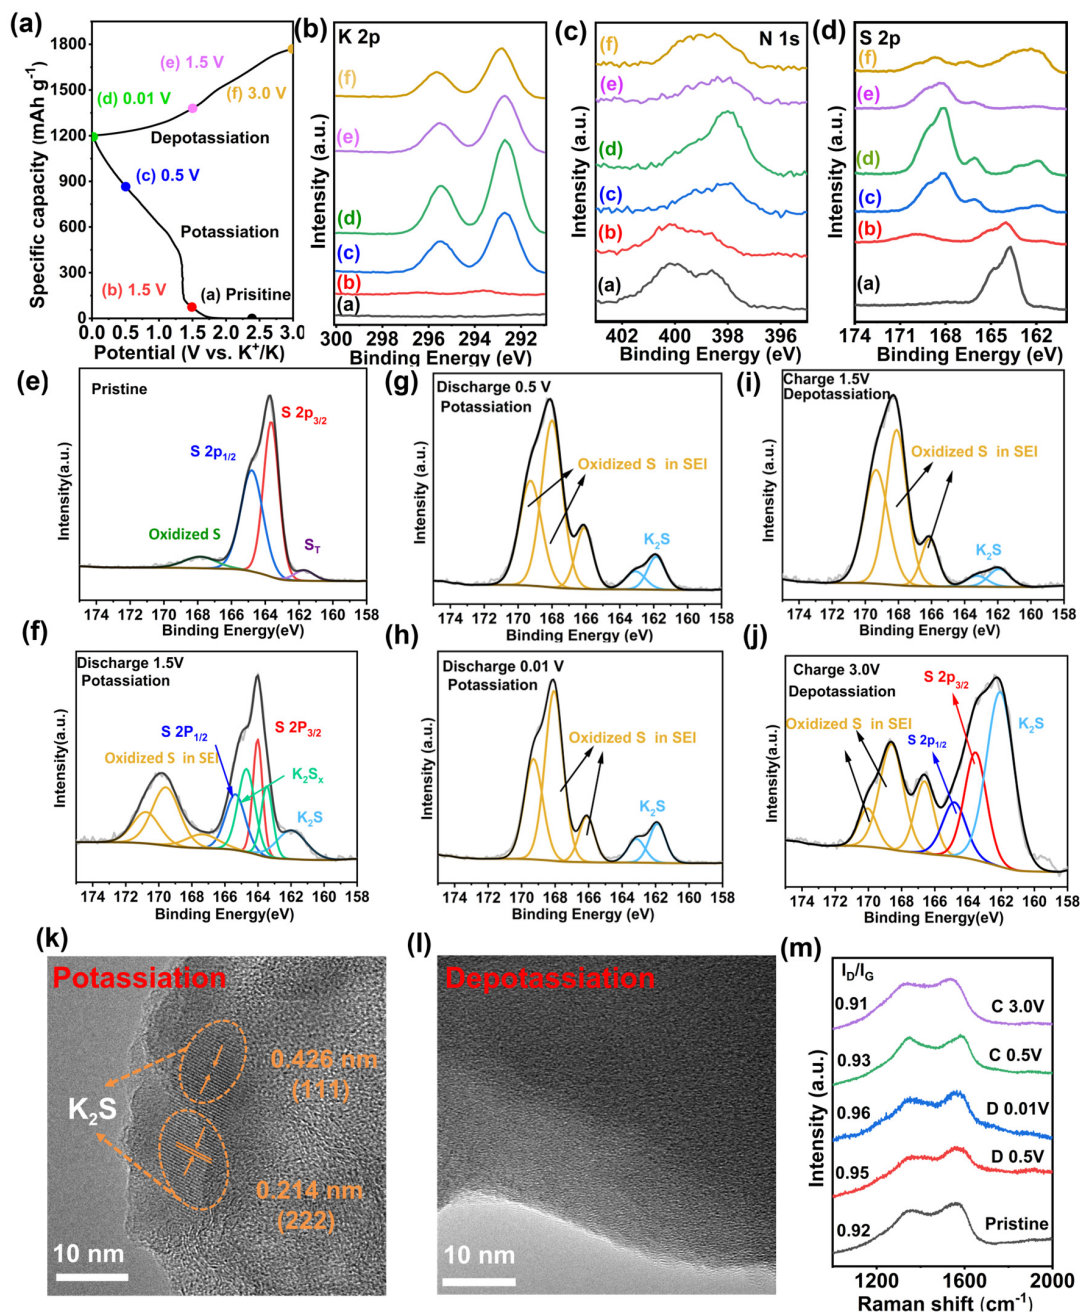 (a)
1800
1500
1200
900
600
300
0
Specific capacity (mAh g⁻¹)
(e) 1.5 V
(d) 0.01 V
(f) 3.0 V
Depotassiation
(c) 0.5 V
Potassiation
(b) 1.5 V
(a) Prisitine
0.0 0.5 1.0 1.5 2.0 2.5 3.0
Potential (V vs. K⁺/K)
(b)
K 2p
(f)
(e)
(d)
(c)
(b)
(a)
Intensity (a.u.)
300 298 296 294 292
Binding Energy (eV)
(c)
N 1s
(f)
(e)
(d)
(c)
(b)
(a)
Intensity (a.u.)
402 400 398 396
Binding Energy (eV)
(d)
S 2p
(f)
(e)
(d)
(c)
(b)
(a)
Intensity (a.u.)
174 171 168 165 162
Binding Energy (eV)
(e)
Pristine
S 2p3/2
S 2p1/2
Oxidized S
S_T
Intensity(a.u.)
174 172 170 168 166 164 162 160 158
Binding Energy(eV)
(g)
Discharge 0.5 V
Potassiation
Oxidized S in SEI
K₂S
Intensity(a.u.)
174 172 170 168 166 164 162 160 158
Binding Energy(eV)
(i)
Charge 1.5V
Depotassiation
Oxidized S in SEI
K₂S
Intensity(a.u.)
174 172 170 168 166 164 162 160 158
Binding Energy(eV)
(f)
Discharge 1.5V
Potassiation
S 2P1/2
S 2P3/2
Oxidized S in SEI
K₂Sₓ
K₂S
Intensity(a.u.)
174 172 170 168 166 164 162 160 158
Binding Energy(eV)
(h)
Discharge 0.01 V
Potassiation
Oxidized S in SEI
K₂S
Intensity(a.u.)
174 172 170 168 166 164 162 160 158
Binding Energy(eV)
(j)
Charge 3.0V
Depotassiation
S 2p3/2
Oxidized S in SEI
K₂S
S 2p1/2
Intensity(a.u.)
174 172 170 168 166 164 162 160 158
Binding Energy(eV)
(k)
Potassiation
0.426 nm
(111)
K₂S
0.214 nm
(222)
10 nm
(l)
Depotassiation
10 nm
(m)
I_D/I_G
0.91
C 3.0V
0.93
C 0.5V
0.96
D 0.01V
0.95
D 0.5V
0.92
Pristine
Intensity (a.u.)
1200 1600 2000
Raman shift (cm⁻¹)